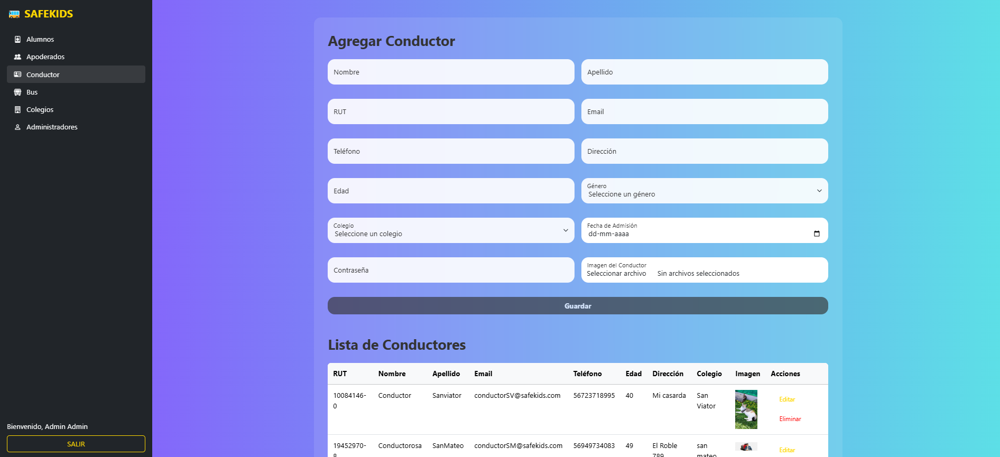 SAFEKIDS
Alumnos
Apoderados
Conductor
Bus
Colegios
Administradores
Bienvenido, Admin Admin
SALIR
Agregar Conductor
Nombre
Apellido
RUT
Email
Teléfono
Dirección
Edad
Género
Seleccione un género
Colegio
Seleccione un colegio
Fecha de Admisión
dd-mm-aaaa
Contraseña
Imagen del Conductor
Seleccionar archivo Sin archivos seleccionados
Guardar
Lista de Conductores
RUT Nombre Apellido Email Teléfono Edad Dirección Colegio Imagen Acciones
10084146- Conductor Sanviator conductorSV@safekids.com 56723718995 40 Mi casarda San
0 Viator
Editar
Eliminar
19452970- Conductorosa SanMateo conductorSM@safekids.com 56949734083 49 El Roble san
Editar
8 789 mateo